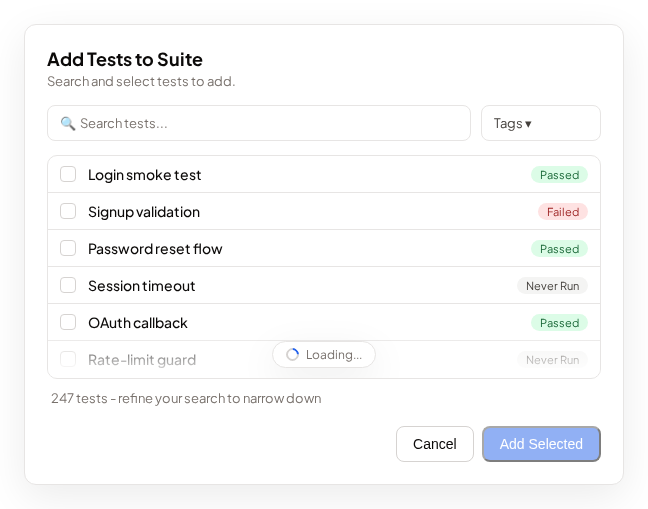 Add Tests to Suite
Search and select tests to add.
🔍 Search tests... Tags ▾
Login smoke test Passed
Signup validation Failed
Password reset flow Passed
Session timeout Never Run
OAuth callback Passed
Rate-limit guard Never Run
Loading...
247 tests - refine your search to narrow down
Cancel Add Selected